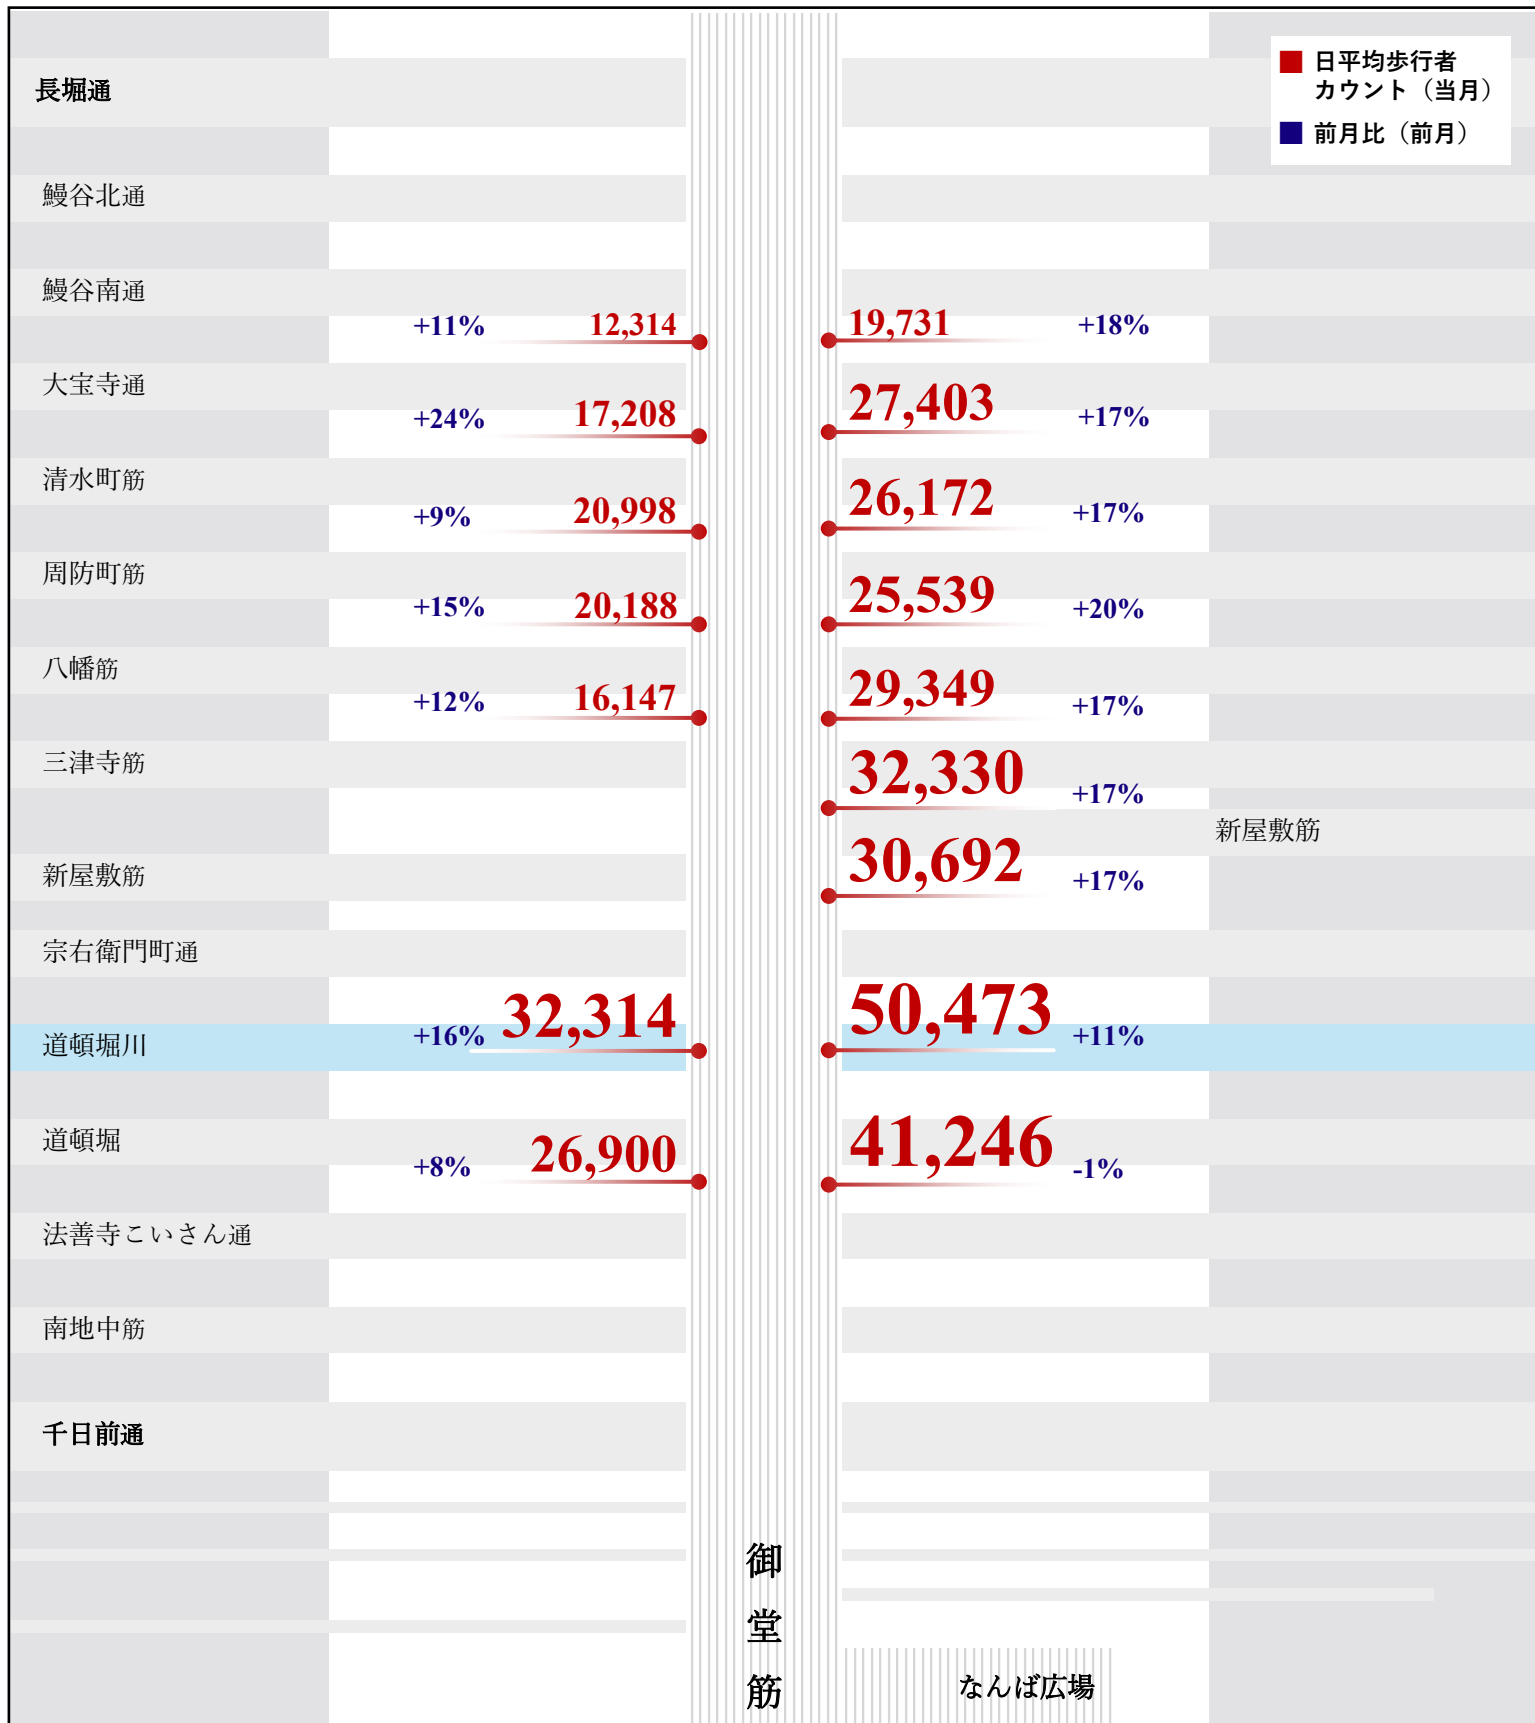 日平均歩行者
カウント（当月）
前月比（前月）
長堀通
鰻谷北通
鰻谷南通
+11% 12,314 19,731 +18%
大宝寺通
+24% 17,208 27,403 +17%
清水町筋
+9% 20,998 26,172 +17%
周防町筋
+15% 20,188 25,539 +20%
八幡筋
+12% 16,147 29,349 +17%
三津寺筋
32,330 +17%
新屋敷筋
新屋敷筋
30,692 +17%
宗右衛門町通
道頓堀川
+16% 32,314 50,473 +11%
道頓堀
+8% 26,900 41,246 -1%
法善寺こいさん通
南地中筋
千日前通
御堂筋
なんば広場